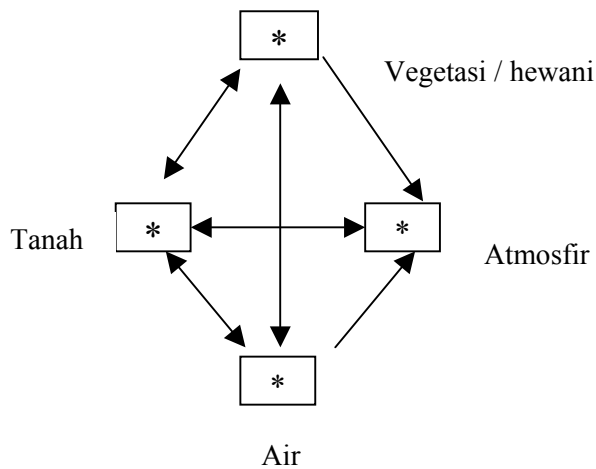 *
Vegetasi / hewani
Tanah
*
*
Atmosfir
*
Air